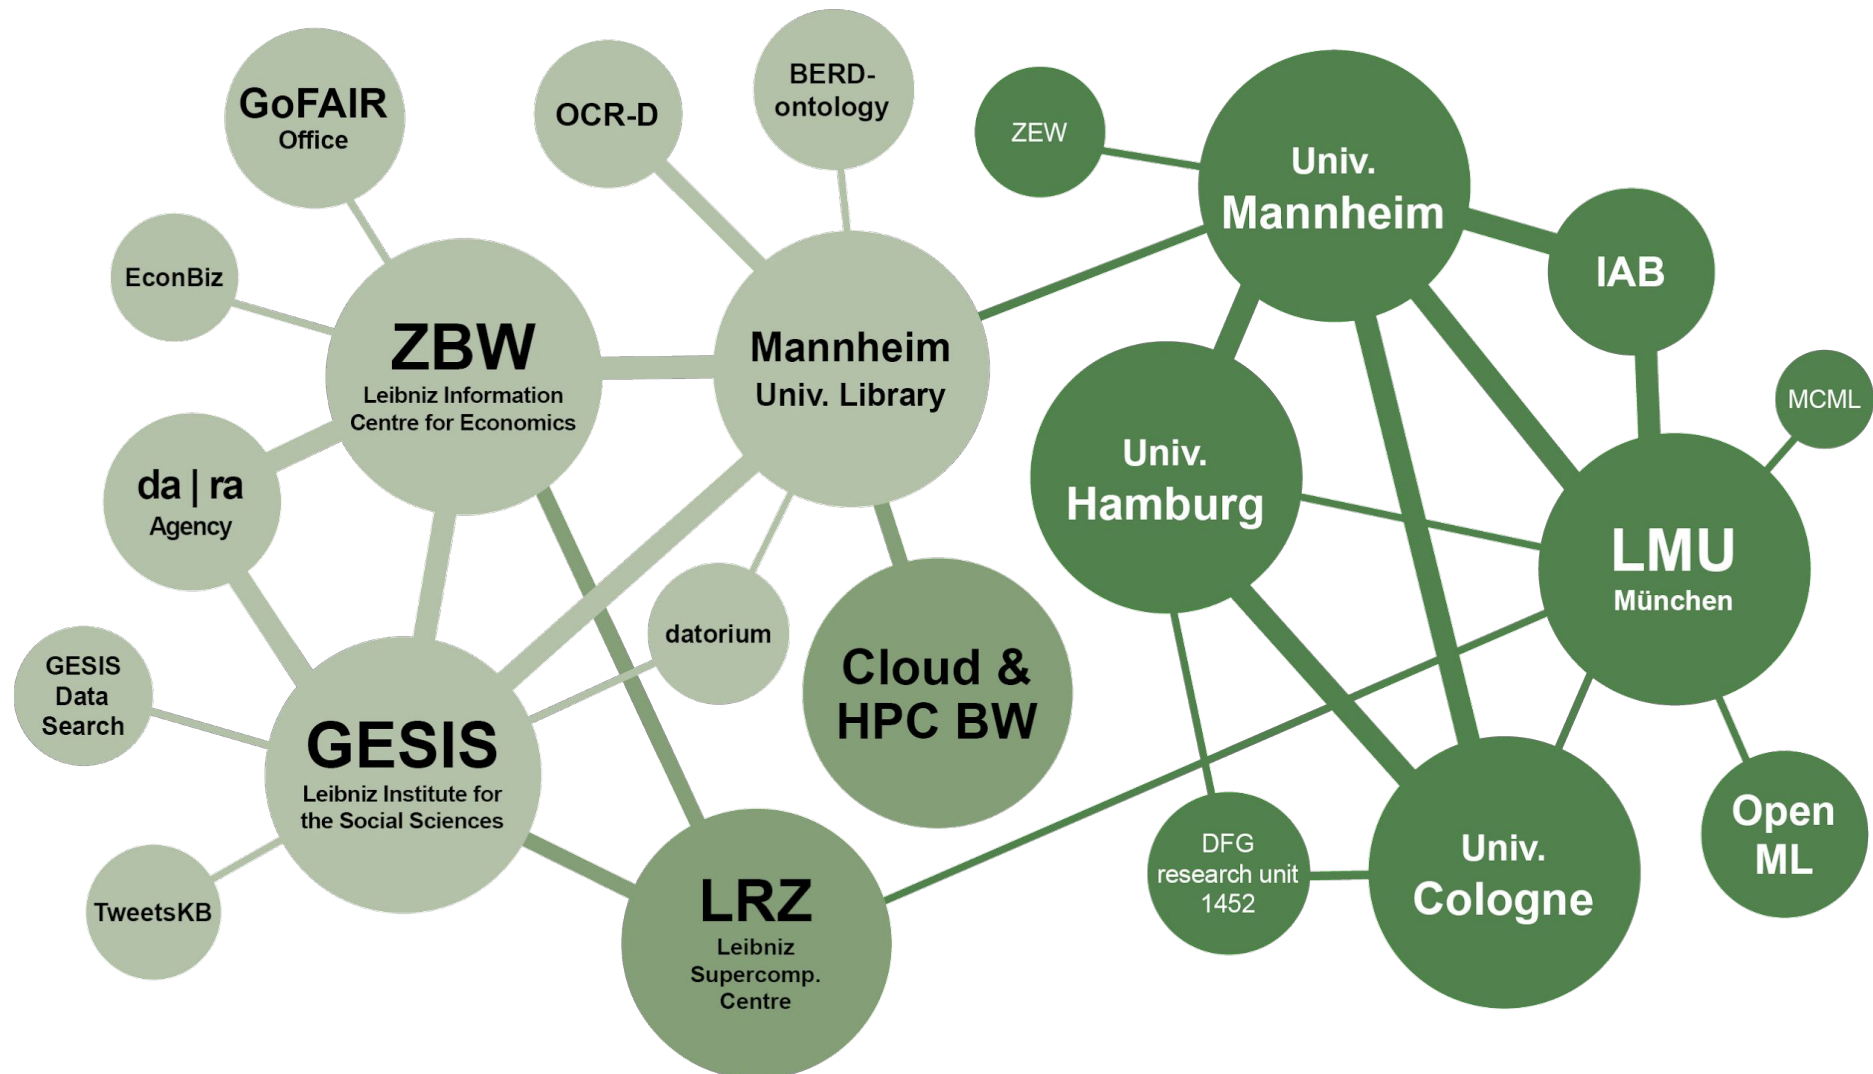 GoFAIR
Office
OCR-D
BERD-
ontology
ZEW
Univ.
Mannheim
EconBiz
IAB
ZBW
Leibniz Information
Centre for Economics
Mannheim
Univ. Library
MCML
da | ra
Agency
Univ.
Hamburg
LMU
München
GESIS
Data
Search
datorium
Cloud &
HPC BW
GESIS
Leibniz Institute for
the Social Sciences
Open
ML
DFG
research unit
1452
Univ.
Cologne
TweetsKB
LRZ
Leibniz
Supercomp.
Centre